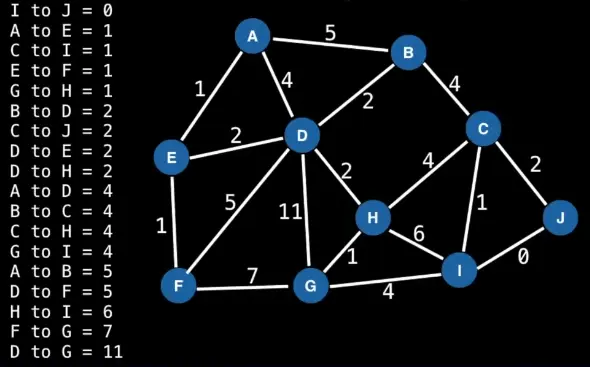 I to J = 0
A to E = 1
C to I = 1
E to F = 1
G to H = 1
B to D = 2
C to J = 2
D to E = 2
D to H = 2
A to D = 4
B to C = 4
C to H = 4
G to I = 4
A to B = 5
D to F = 5
H to I = 6
F to G = 7
D to G = 11
A
5
B
1
4
2
4
C
2
D
E
2
4
2
5
11
H
1
J
1
6
0
1
I
F
7
G
4